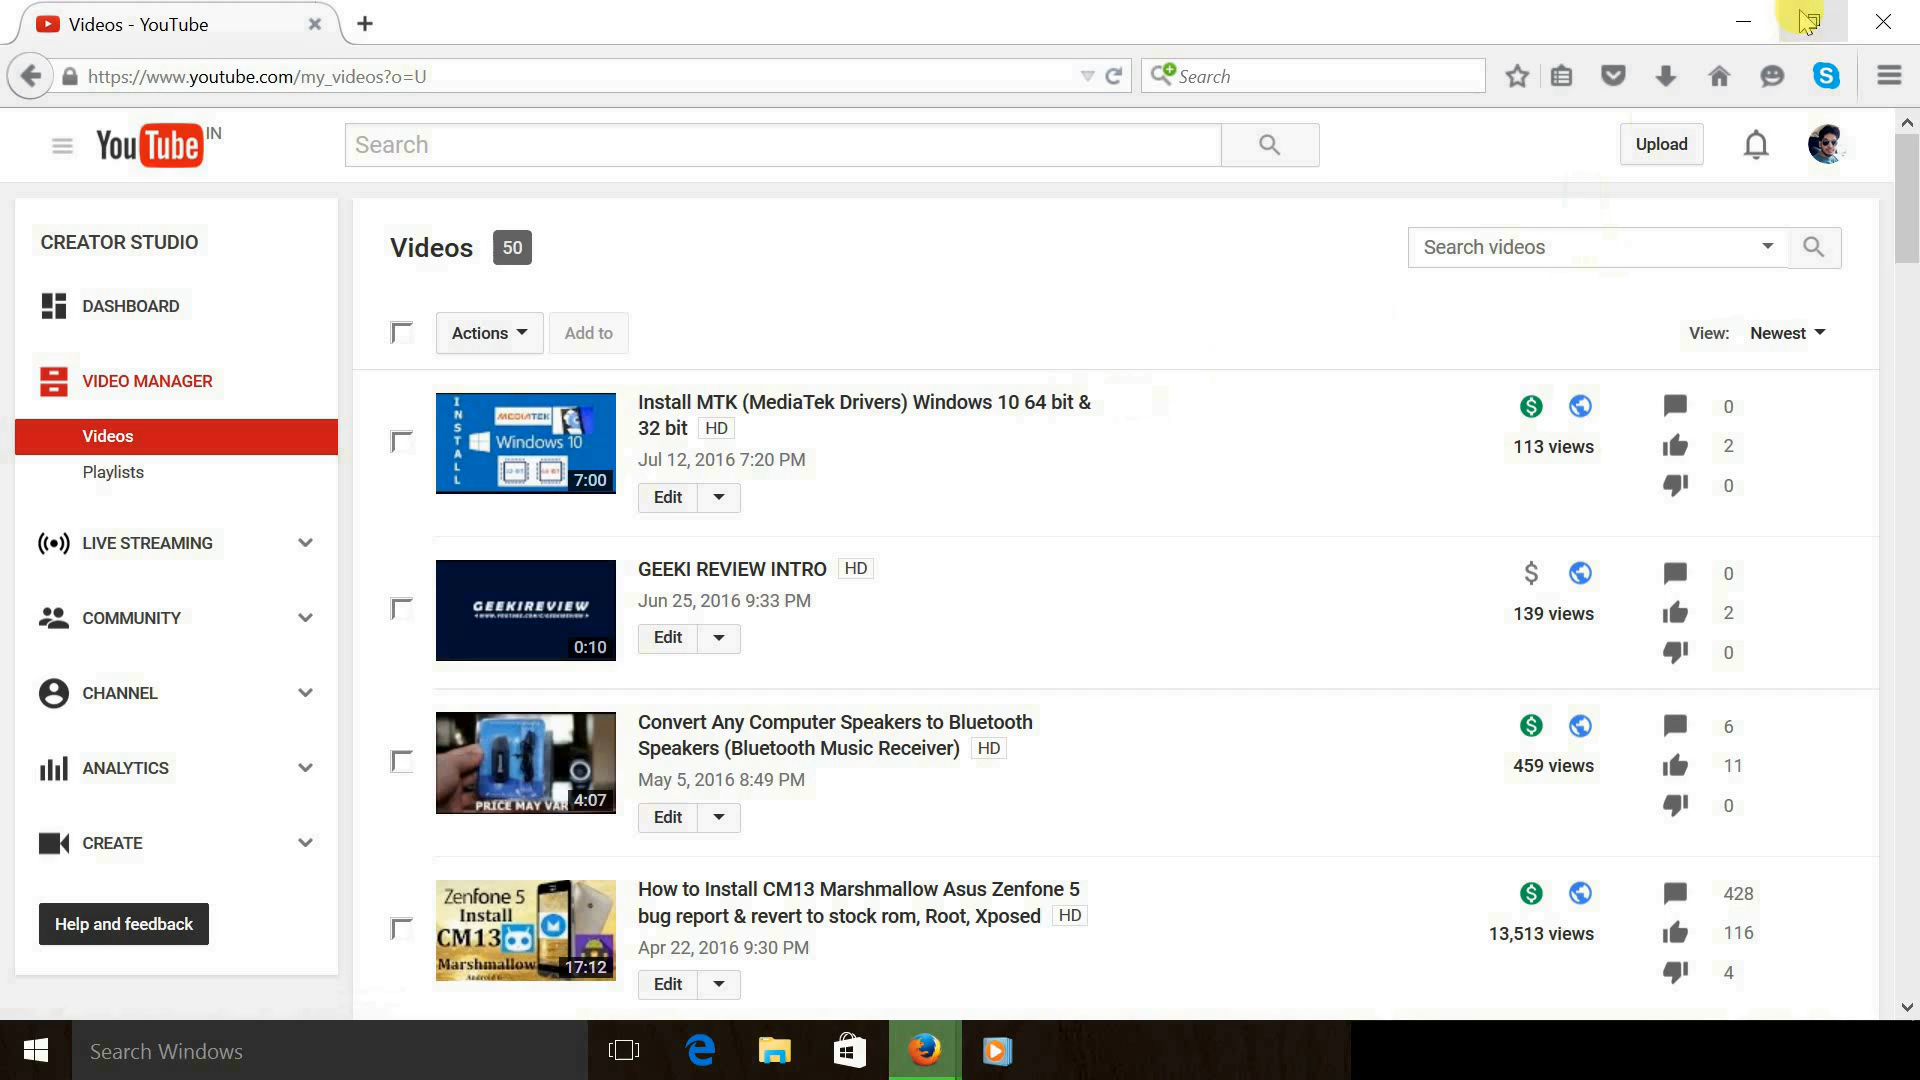 Videos - YouTube
https://www.youtube.com/my_videos?o=U
Search
YouTube IN
Search
Upload
CREATOR STUDIO
DASHBOARD
VIDEO MANAGER
Videos
Playlists
LIVE STREAMING
COMMUNITY
CHANNEL
ANALYTICS
CREATE
Help and feedback
Videos 50
Search videos
Actions
Add to
View: Newest
INSTALL
MEDIATEK
Windows 10
7:00
Install MTK (MediaTek Drivers) Windows 10 64 bit &
32 bit HD
Jul 12, 2016 7:20 PM
Edit
113 views
0
2
0
GEEKIREVIEW
0:10
GEEKI REVIEW INTRO HD
Jun 25, 2016 9:33 PM
Edit
139 views
0
2
0
PRICE MAY VAR
4:07
Convert Any Computer Speakers to Bluetooth
Speakers (Bluetooth Music Receiver) HD
May 5, 2016 8:49 PM
Edit
459 views
6
11
0
Zenfone 5
Install
CM13
Marshmallow
17:12
How to Install CM13 Marshmallow Asus Zenfone 5
bug report & revert to stock rom, Root, Xposed HD
Apr 22, 2016 9:30 PM
Edit
13,513 views
428
116
4
Search Windows